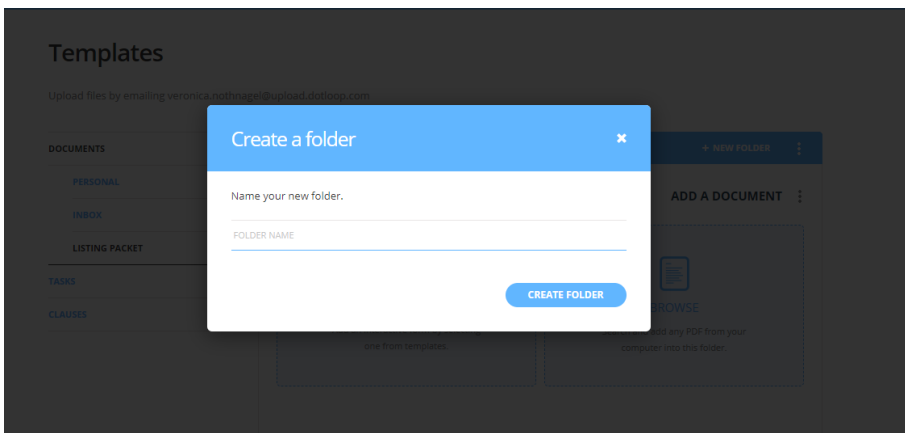 Templates
Upload files by emailing veronica.nothnagel@upload.dotloop.com
Create a folder
DOCUMENTS
+ NEW FOLDER
PERSONAL
Name your new folder.
ADD A DOCUMENT
INBOX
FOLDER NAME
LISTING PACKET
TASKS
CREATE FOLDER
BROWSE
CLAUSES
add any PDF from your
one from templates
computer into this folder.